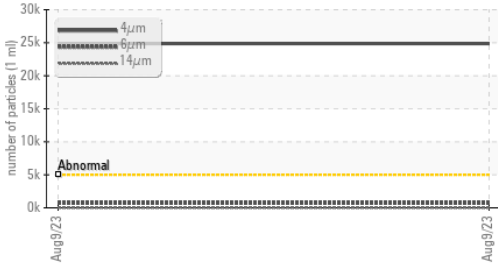 30k
25k
20k
15k
10k
5k
0k
number of particles (1 ml)
4μm
6μm
14μm
Abnormal
Aug9/23
Aug9/23